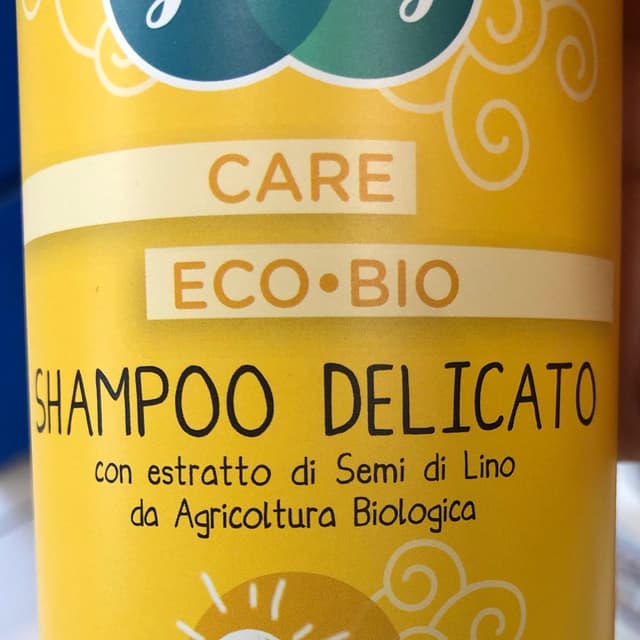 CARE
ECO•BIO
SHAMPOO DELICATO
con estratto di Semi di Lino
da Agricoltura Biologica